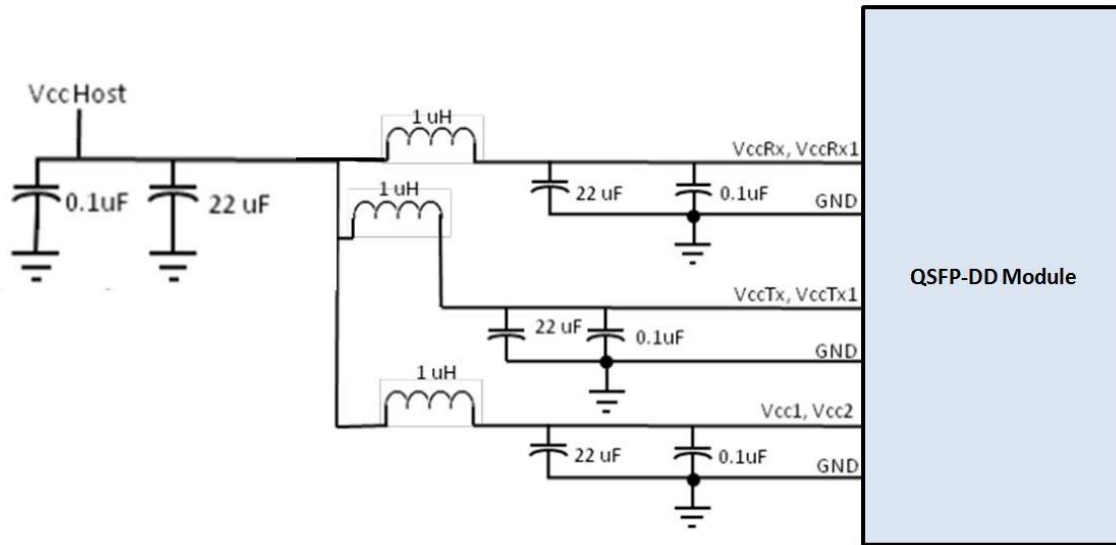 VccHost
0.1uF
22 uF
1 uH
VccRx, VccRx1
22 uF
0.1uF
GND
1 uH
VccTx, VccTx1
22 uF
0.1uF
GND
1 uH
Vcc1, Vcc2
22 uF
0.1uF
GND
QSFP-DD Module